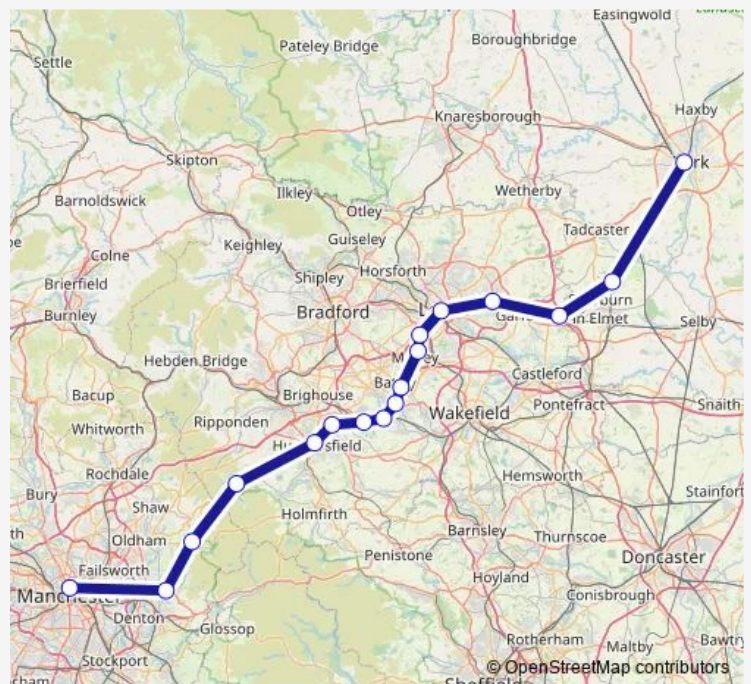 Easingwold
Pateley Bridge
Boroughbridge
Settle
Haxby
Knaresborough
Skipton
Ilkley
Wetherby
Barnoldswick
Otley
Tadcaster
Guiseley
Keighley
Colne
Horsforth
Shipley
Brierfield
Bradford
Burnley
in Elmet
Selby
Hebden Bridge
Castleford
Bacup
Brighouse
Pontefract
Snaith
Wakefield
Ripponden
Whitworth
Rochdale
Hemsworth
Bury
Shaw
Holmfirth
Stainfort
Barnsley
Thurnscoe
Oldham
Penistone
Doncaster
Failsworth
Hoyland
Manchester
Conisbrough
Denton
Glossop
Rotherham
Maltby
Bawtry
Stockport
© OpenStreetMap contributors